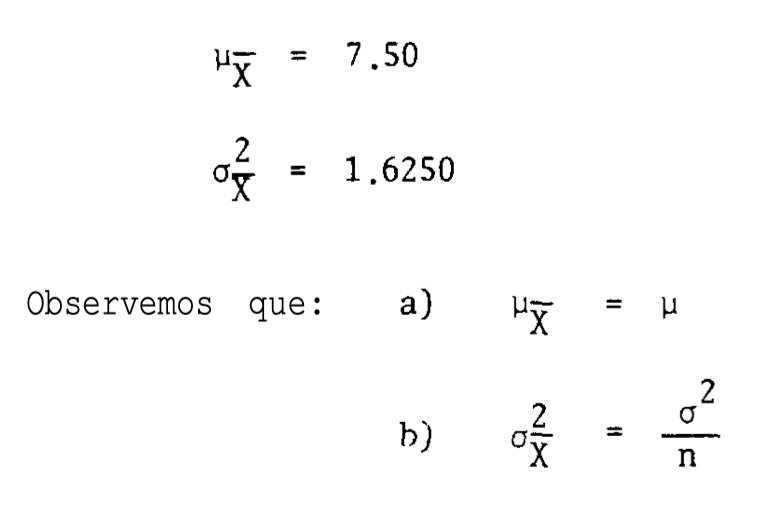 μX̅ = 7.50
σ²X̅ = 1.6250
Observemos que: a) μX̅ = μ
b) σ²X̅ = σ²/n